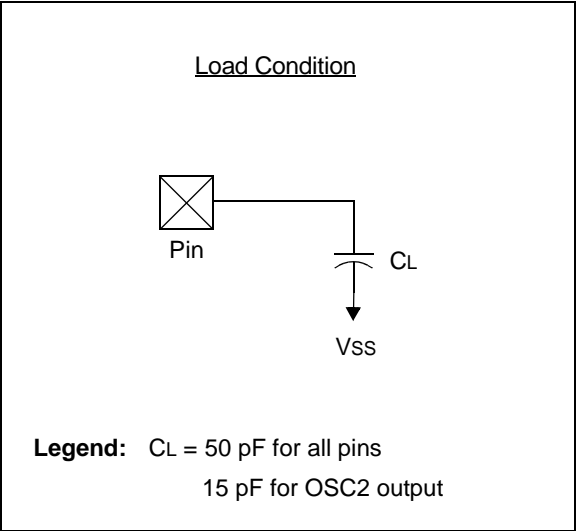 Load Condition
Pin
CL
VSS
Legend: CL = 50 pF for all pins
15 pF for OSC2 output